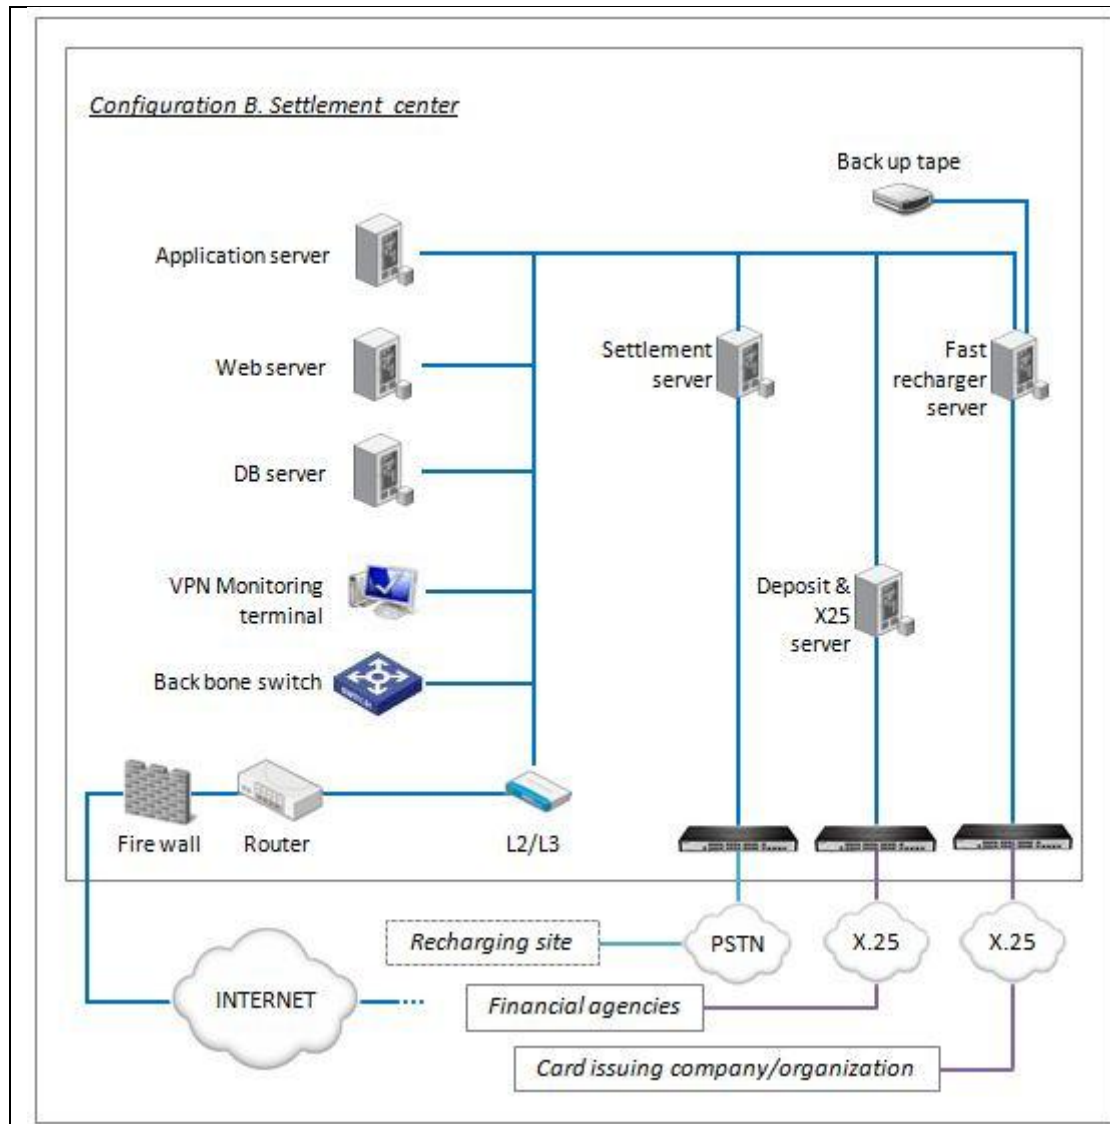 Configuration B. Settlement center
Back up tape
Application server
Web server
Settlement
server
Fast
recharger
server
DB server
VPN Monitoring
terminal
Deposit &
X25
server
Back bone switch
SWITCH
Fire wall
Router
L2/L3
Recharging site
PSTN
X.25
X.25
INTERNET
Financial agencies
Card issuing company/organization